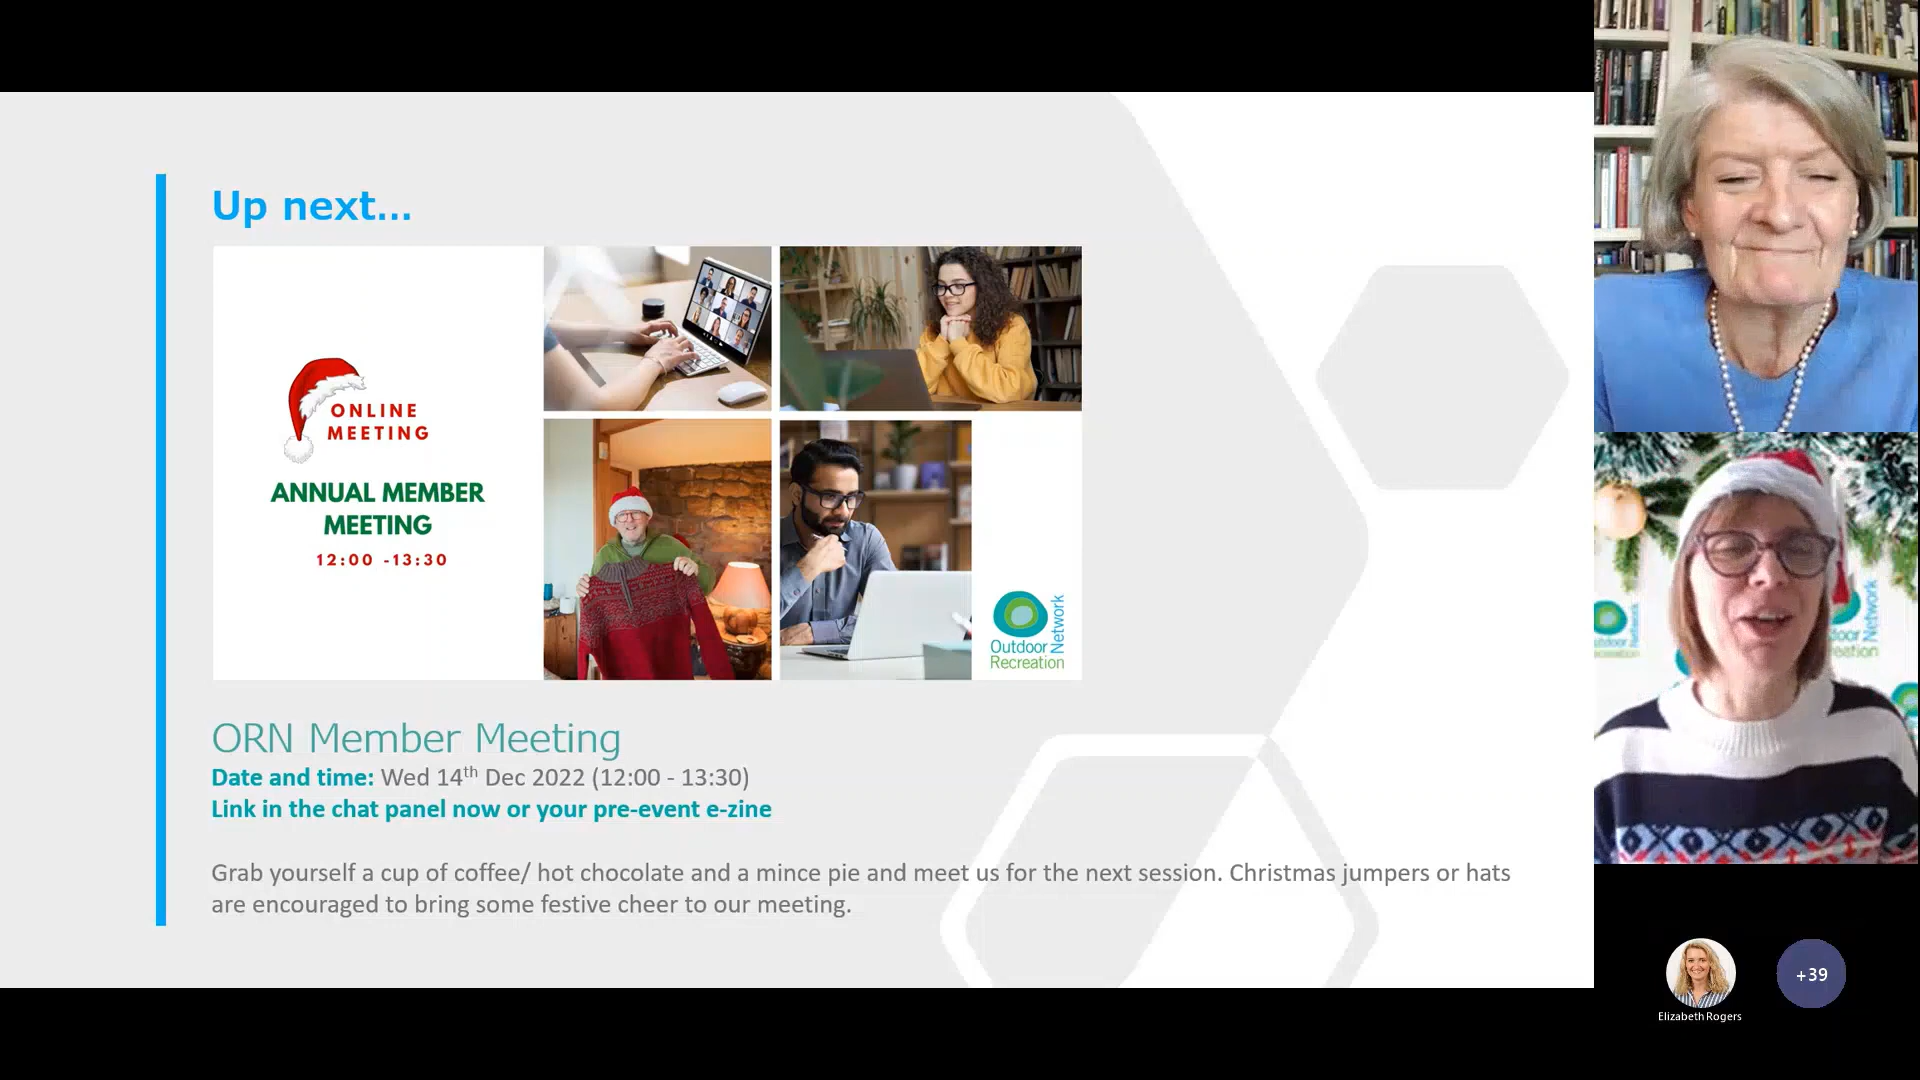 Up next...
ONLINE
MEETING
ANNUAL MEMBER
MEETING
12:00 -13:30
Outdoor
Recreation
Network
ORN Member Meeting
Date and time: Wed 14th Dec 2022 (12:00 - 13:30)
Link in the chat panel now or your pre-event e-zine
Grab yourself a cup of coffee/ hot chocolate and a mince pie and meet us for the next session. Christmas jumpers or hats
are encouraged to bring some festive cheer to our meeting.
Network
Elizabeth Rogers
+39